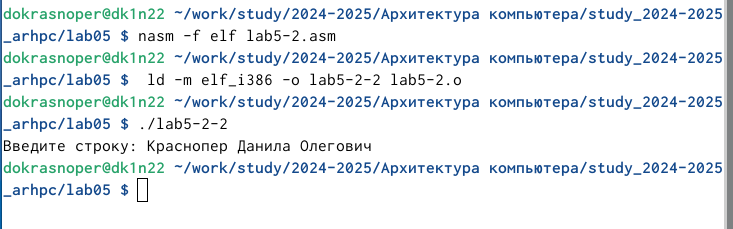 dokrasnoper@dk1n22 ~/work/study/2024-2025/Архитектура компьютера/study_2024-2025
_arhpc/lab05 $ nasm -f elf lab5-2.asm
dokrasnoper@dk1n22 ~/work/study/2024-2025/Архитектура компьютера/study_2024-2025
_arhpc/lab05 $  ld -m elf_i386 -o lab5-2-2 lab5-2.o
dokrasnoper@dk1n22 ~/work/study/2024-2025/Архитектура компьютера/study_2024-2025
_arhpc/lab05 $ ./lab5-2-2
Введите строку: Краснопер Данила Олегович
dokrasnoper@dk1n22 ~/work/study/2024-2025/Архитектура компьютера/study_2024-2025
_arhpc/lab05 $